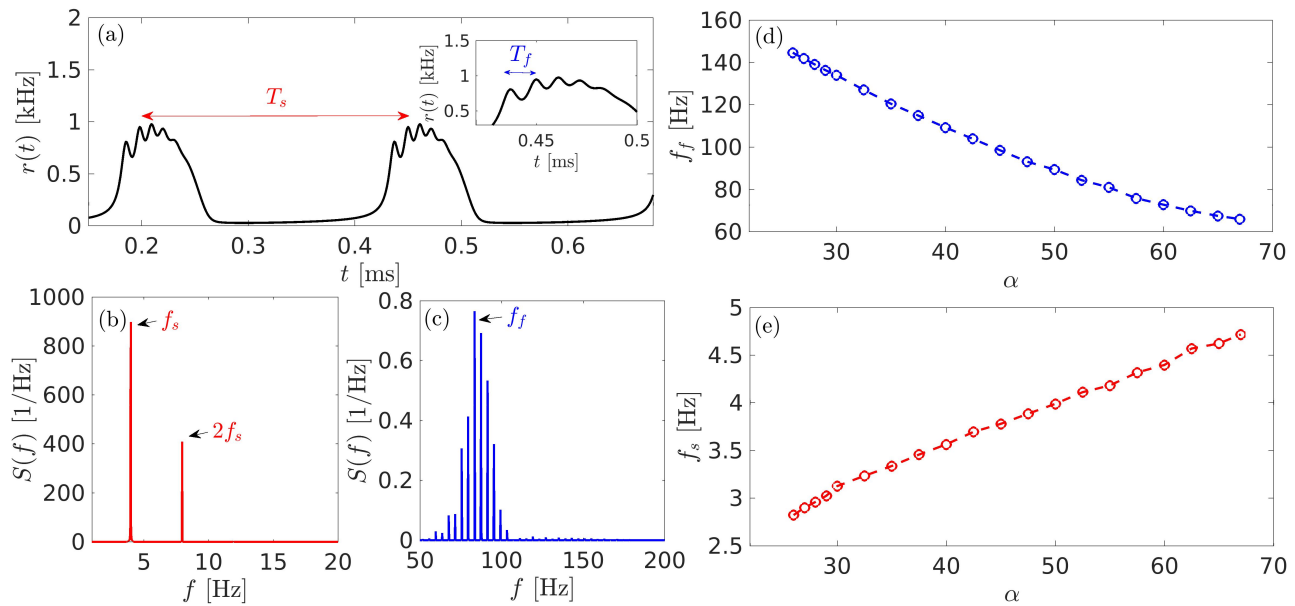 (a)
r(t) [kHz]
2
1.5
1
0.5
0
T_s
0.2
0.3
0.4
0.5
0.6
t [ms]
r(t) [kHz]
1.5
1
0.5
T_f
0.45
0.5
t [ms]
(b)
S(f) [1/Hz]
1000
800
600
400
200
0
f_s
2f_s
5
10
15
20
f [Hz]
(c)
S(f) [1/Hz]
0.8
0.6
0.4
0.2
0
f_f
50
100
150
200
f [Hz]
(d)
f_f [Hz]
160
140
120
100
80
60
30
40
50
60
70
α
(e)
f_s [Hz]
5
4.5
4
3.5
3
2.5
30
40
50
60
70
α